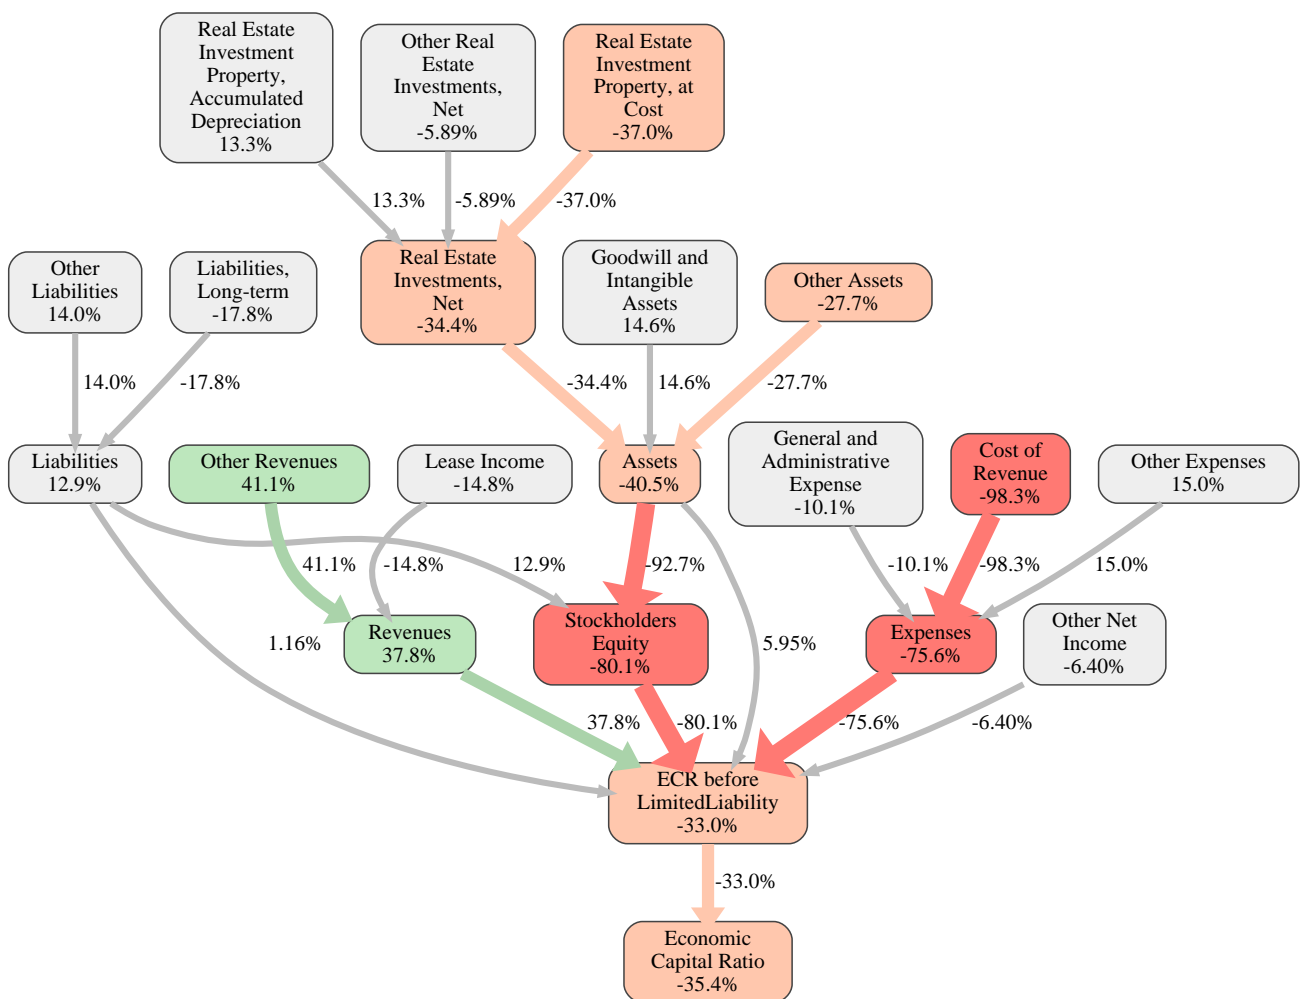 Real Estate
Investment
Property,
Accumulated
Depreciation
13.3%
Other Real
Estate
Investments,
Net
-5.89%
Real Estate
Investment
Property, at
Cost
-37.0%
13.3%
-5.89%
-37.0%
Other
Liabilities
14.0%
Liabilities,
Long-term
-17.8%
Real Estate
Investments,
Net
-34.4%
Goodwill and
Intangible
Assets
14.6%
Other Assets
-27.7%
14.0%
-17.8%
-34.4%
14.6%
-27.7%
Liabilities
12.9%
Other Revenues
41.1%
Lease Income
-14.8%
Assets
-40.5%
General and
Administrative
Expense
-10.1%
Cost of
Revenue
-98.3%
Other Expenses
15.0%
41.1%
-14.8%
12.9%
-92.7%
-10.1%
-98.3%
15.0%
1.16%
Revenues
37.8%
Stockholders
Equity
-80.1%
5.95%
Expenses
-75.6%
Other Net
Income
-6.40%
37.8%
-80.1%
-75.6%
-6.40%
ECR before
LimitedLiability
-33.0%
-33.0%
Economic
Capital Ratio
-35.4%